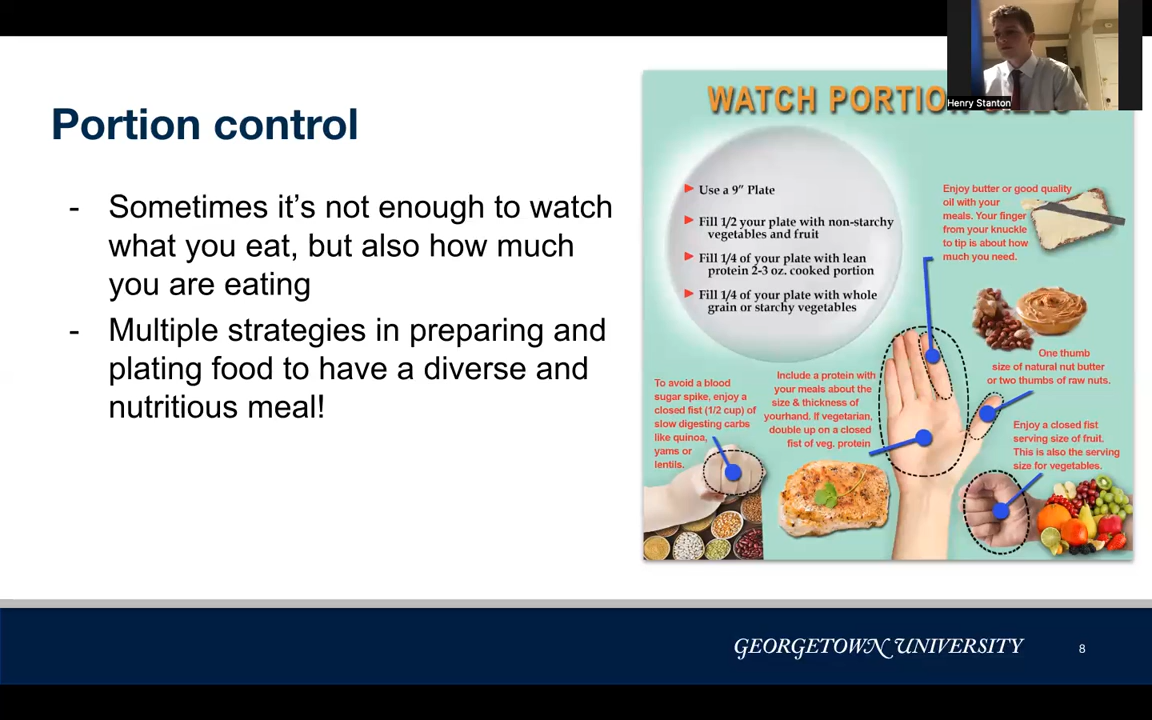 Portion control
- Sometimes it's not enough to watch
what you eat, but also how much
you are eating
- Multiple strategies in preparing and
plating food to have a diverse and
nutritious meal!
WATCH PORTIO
Henry Stanton
Use a 9" Plate
Fill 1/2 your plate with non-starchy
vegetables and fruit
Fill 1/4 of your plate with lean
protein 2-3 oz. cooked portion
Fill 1/4 of your plate with whole
grain or starchy vegetables
Enjoy butter or good quality
oil with your
meals. Your finger
from your knuckle
to tip is about how
much you need.
One thumb
size of natural nut butter
or two thumbs of raw nuts.
To avoid a blood
sugar spike, enjoy a
closed fist (1/2 cup) of
slow digesting carbs
like quinoa,
yams or
lentils.
Include a protein with
your meals about the
size & thickness of
yourhand. If vegetarian,
double up on a closed
fist of veg. protein
Enjoy a closed fist
serving size of fruit.
This is also the serving
size for vegetables.
GEORGETOWN UNIVERSITY
8